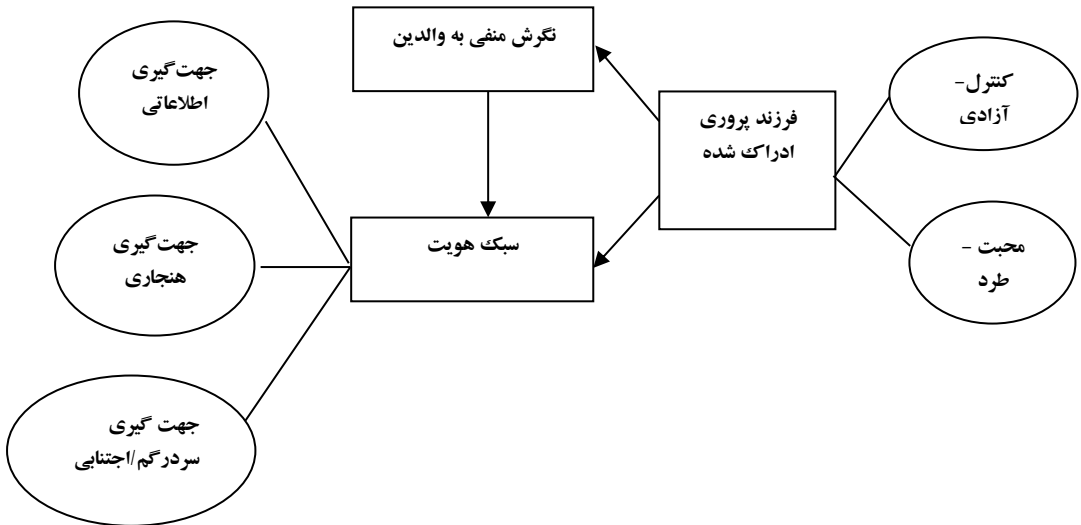 نگرش منفی به والدین
کنترل-
آزادی
جهت‌گیری
اطلاعاتی
فرزند پروری
ادراک شده
محبت -
طرد
سبک هویت
جهت‌گیری
هنجاری
جهت گیری
سردرگم/اجتنابی